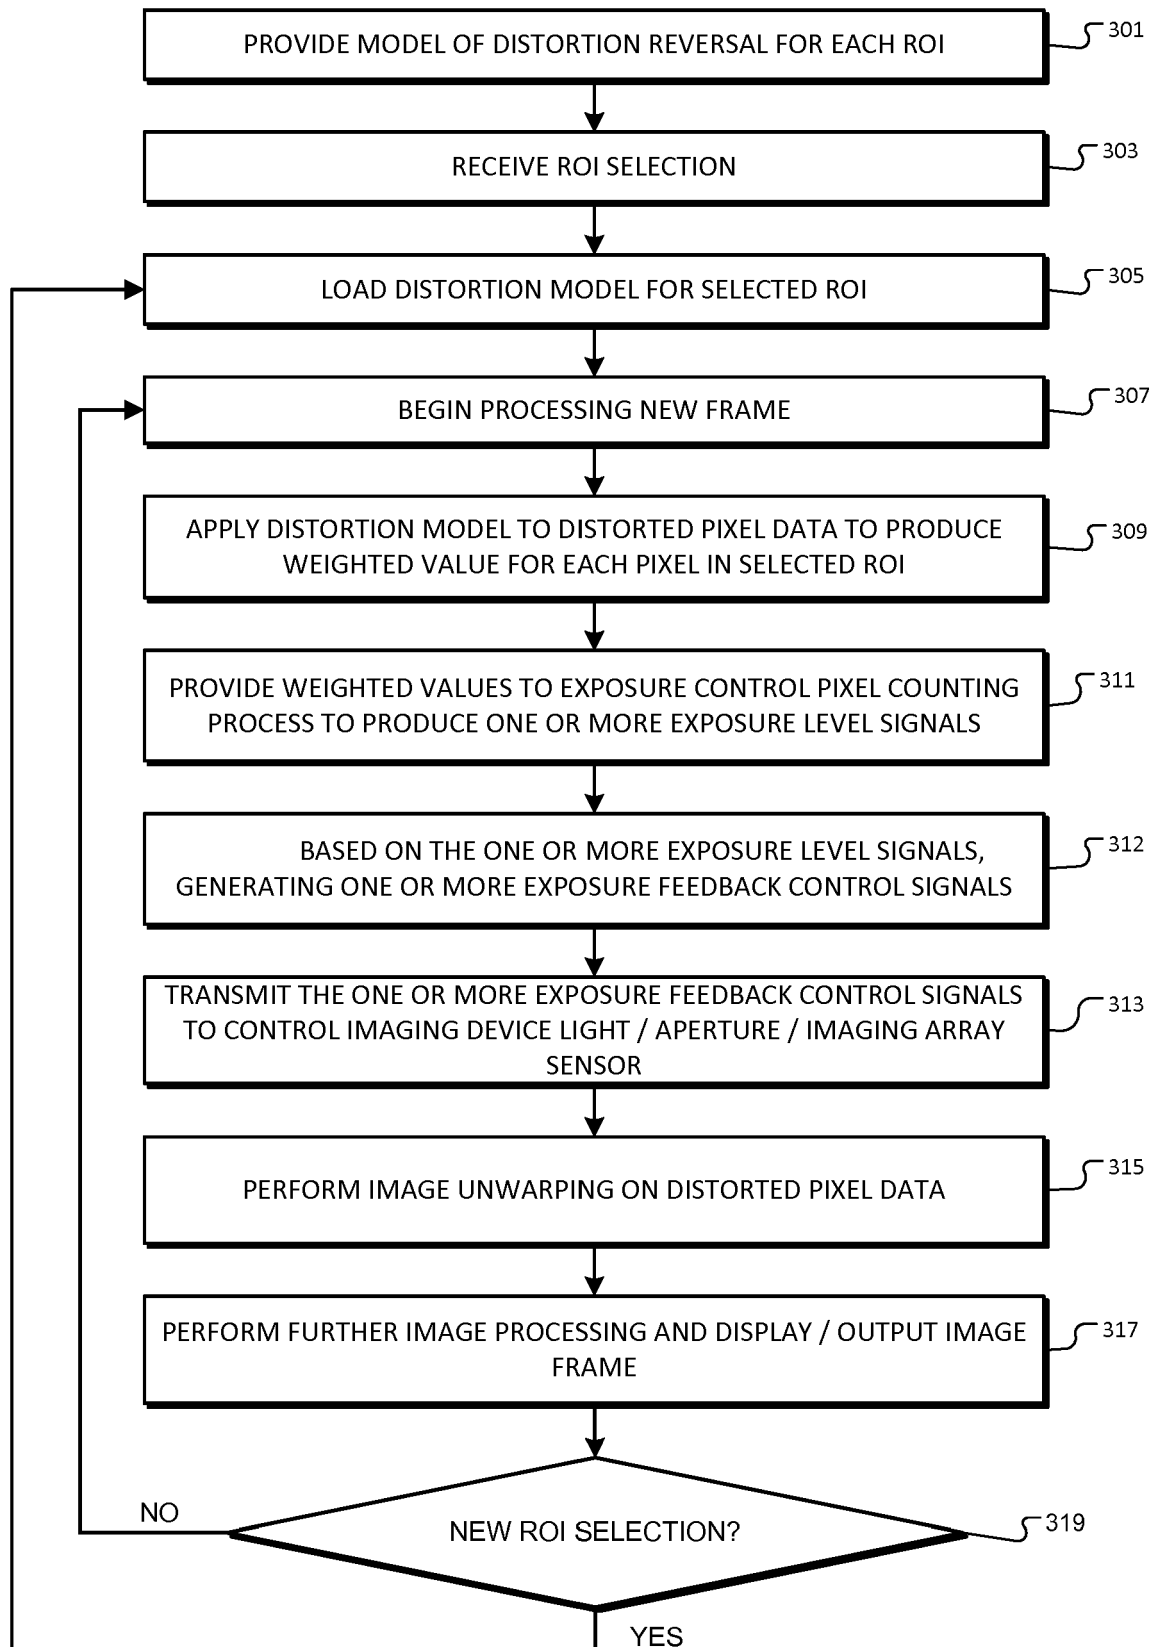 PROVIDE MODEL OF DISTORTION REVERSAL FOR EACH ROI
301
RECEIVE ROI SELECTION
303
LOAD DISTORTION MODEL FOR SELECTED ROI
305
BEGIN PROCESSING NEW FRAME
307
APPLY DISTORTION MODEL TO DISTORTED PIXEL DATA TO PRODUCE
WEIGHTED VALUE FOR EACH PIXEL IN SELECTED ROI
309
PROVIDE WEIGHTED VALUES TO EXPOSURE CONTROL PIXEL COUNTING
PROCESS TO PRODUCE ONE OR MORE EXPOSURE LEVEL SIGNALS
311
BASED ON THE ONE OR MORE EXPOSURE LEVEL SIGNALS,
GENERATING ONE OR MORE EXPOSURE FEEDBACK CONTROL SIGNALS
312
TRANSMIT THE ONE OR MORE EXPOSURE FEEDBACK CONTROL SIGNALS
TO CONTROL IMAGING DEVICE LIGHT / APERTURE / IMAGING ARRAY
SENSOR
313
PERFORM IMAGE UNWARPING ON DISTORTED PIXEL DATA
315
PERFORM FURTHER IMAGE PROCESSING AND DISPLAY / OUTPUT IMAGE
FRAME
317
NO
NEW ROI SELECTION?
319
YES